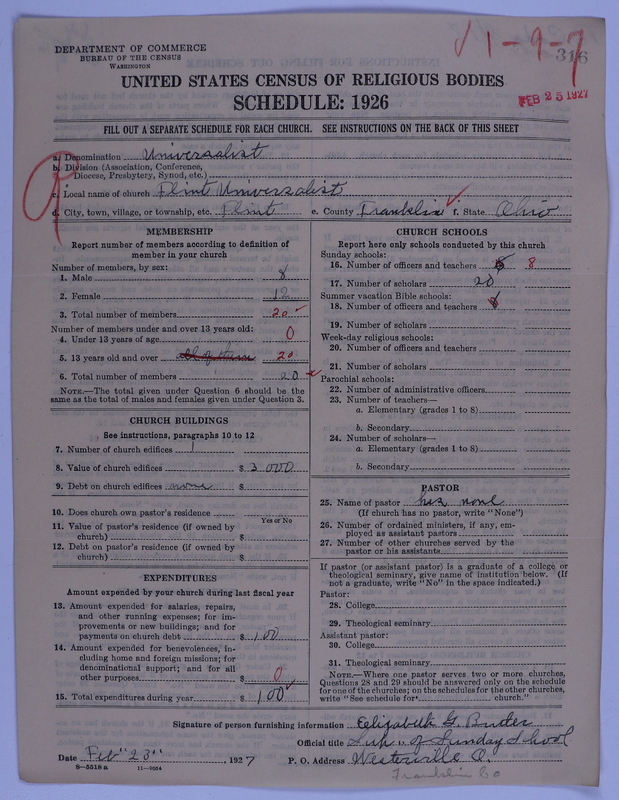 √ 1-9-7
316
DEPARTMENT OF COMMERCE
BUREAU OF THE CENSUS
WASHINGTON
UNITED STATES CENSUS OF RELIGIOUS BODIES
SCHEDULE: 1926
FEB 25 1927
FILL OUT A SEPARATE SCHEDULE FOR EACH CHURCH. SEE INSTRUCTIONS ON THE BACK OF THIS SHEET
a. Denomination Universalist
b. Division (Association, Conference,
Diocese, Presbytery, Synod, etc.)
c. Local name of church Flint Universalist
d. City, town, village, or township, etc. Flint e. County Franklin f. State Ohio
MEMBERSHIP
Report number of members according to definition of
member in your church
Number of members, by sex:
1. Male 8
2. Female 12
3. Total number of members 20
Number of members under and over 13 years old:
4. Under 13 years of age 0
5. 13 years old and over 20
6. Total number of members 20
NOTE.—The total given under Question 6 should be the
same as the total of males and females given under Question 3.
CHURCH BUILDINGS
See instructions, paragraphs 10 to 12
7. Number of church edifices 1
8. Value of church edifices $ 3 000
9. Debt on church edifices none $
10. Does church own pastor's residence
Yes or No
11. Value of pastor's residence (if owned by
church) $
12. Debt on pastor's residence (if owned by
church) $
EXPENDITURES
Amount expended by your church during last fiscal year
13. Amount expended for salaries, repairs,
and other running expenses; for im-
provements or new buildings; and for
payments on church debt $ 100
14. Amount expended for benevolences, in-
cluding home and foreign missions; for
denominational support; and for all
other purposes $ 0
15. Total expenditures during year $ 100
CHURCH SCHOOLS
Report here only schools conducted by this church
Sunday schools:
16. Number of officers and teachers 8
17. Number of scholars 20
Summer vacation Bible schools:
18. Number of officers and teachers
19. Number of scholars
Week-day religious schools:
20. Number of officers and teachers
21. Number of scholars
Parochial schools:
22. Number of administrative officers
23. Number of teachers—
a. Elementary (grades 1 to 8)
b. Secondary
24. Number of scholars—
a. Elementary (grades 1 to 8)
b. Secondary
PASTOR
25. Name of pastor has none
(If church has no pastor, write "None")
26. Number of ordained ministers, if any, em-
ployed as assistant pastors
27. Number of other churches served by the
pastor or his assistants
If pastor (or assistant pastor) is a graduate of a college or
theological seminary, give name of institution below. (If
not a graduate, write "No" in the space indicated.)
Pastor:
28. College
29. Theological seminary
Assistant pastor:
30. College
31. Theological seminary
NOTE.—Where one pastor serves two or more churches,
Questions 28 and 29 should be answered only on the schedule
for one of the churches; on the schedules for the other churches,
write "See schedule for church."
Signature of person furnishing information Elizabeth G.
Official title Sup. of Sunday School
Date Feb "23" , 1927 P. O. Address Westerville O.
8—5518 a 11—9064
Franklin Co